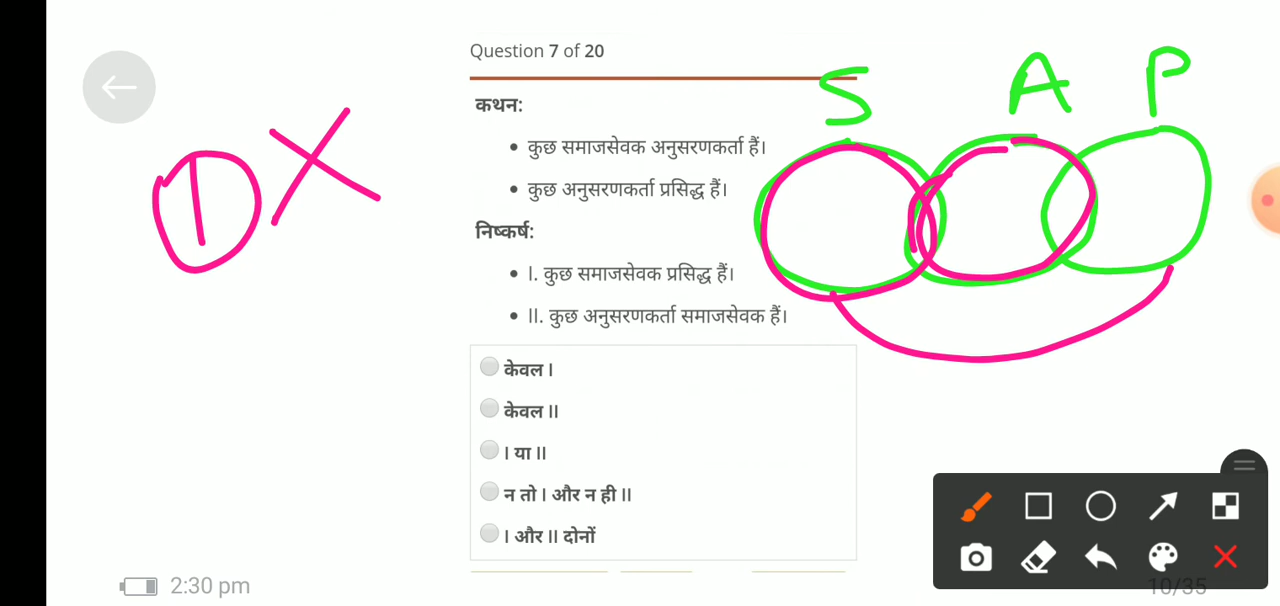 Question 7 of 20
S A P
कथन:
• कुछ समाजसेवक अनुसरणकर्ता हैं।
• कुछ अनुसरणकर्ता प्रसिद्ध हैं।
निष्कर्ष:
• I. कुछ समाजसेवक प्रसिद्ध हैं।
• II. कुछ अनुसरणकर्ता समाजसेवक हैं।
केवल I
केवल II
I या II
न तो I और न ही II
I और II दोनों
① X
2:30 pm
10/35